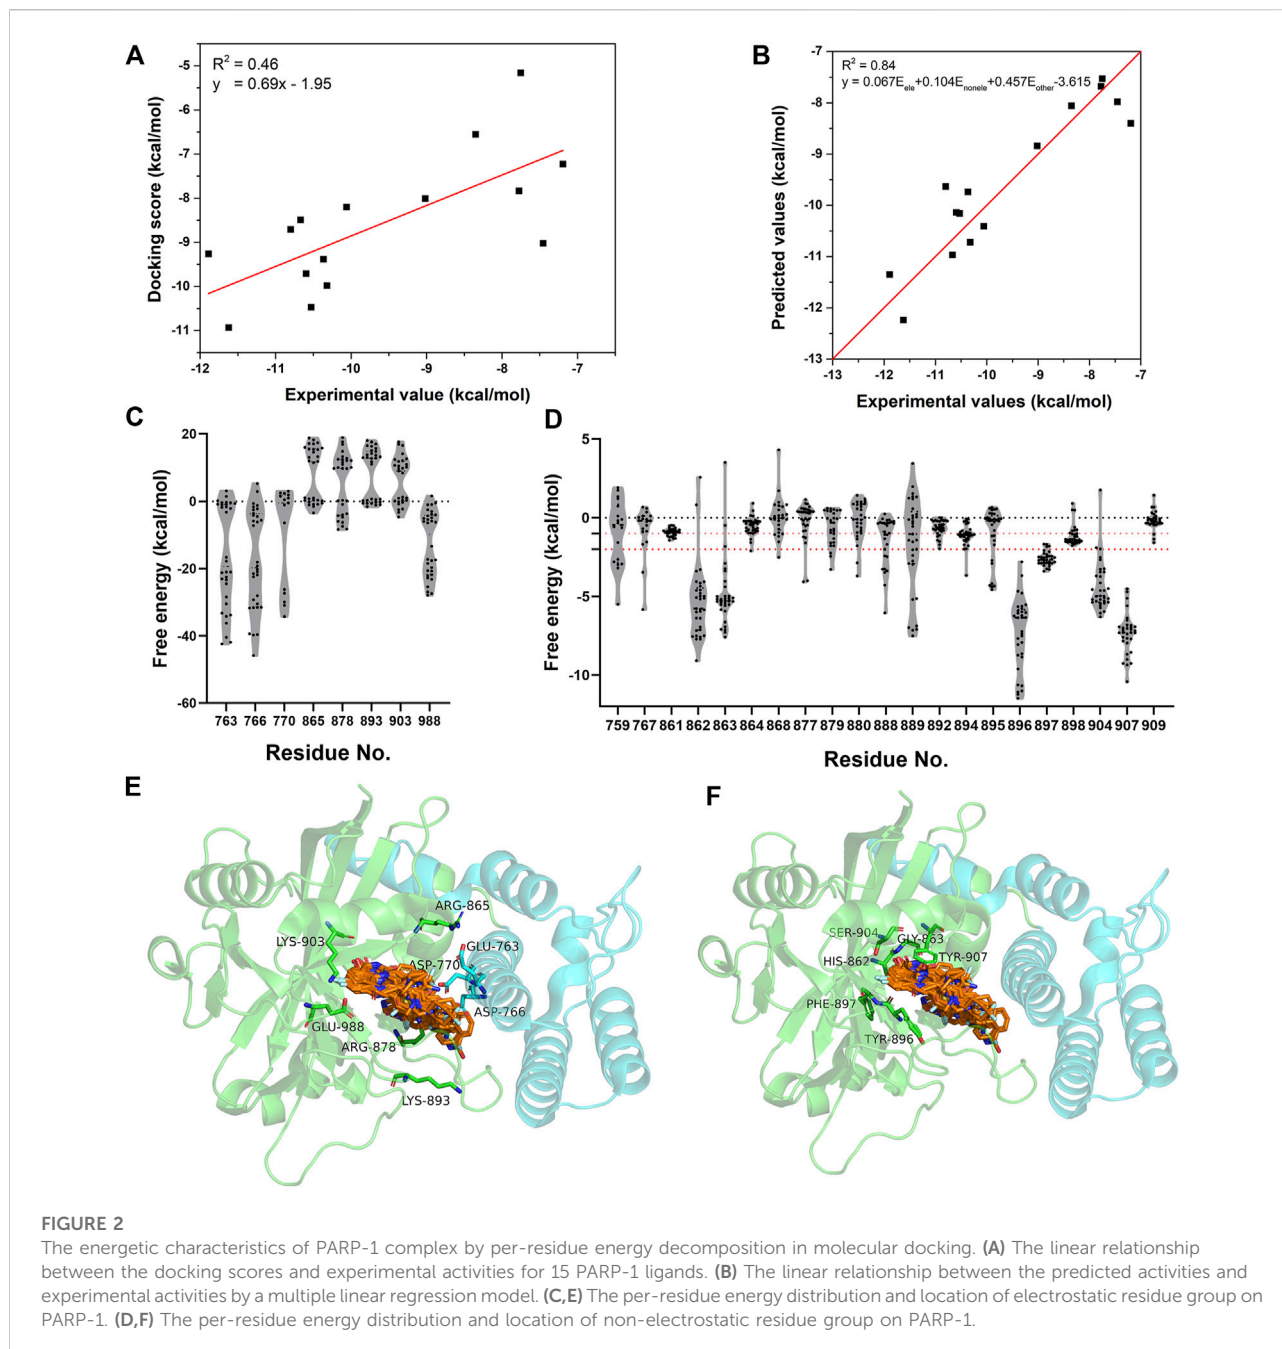 A
R² = 0.46
y = 0.69x - 1.95
Docking score (kcal/mol)
-5
-6
-7
-8
-9
-10
-11
-12 -11 -10 -9 -8 -7
Experimental value (kcal/mol)
B
R² = 0.84
y = 0.067Eele+0.104Enonele+0.457Eother-3.615
Predicted values (kcal/mol)
-7
-8
-9
-10
-11
-12
-13
-13 -12 -11 -10 -9 -8 -7
Experimental values (kcal/mol)
C
Free energy (kcal/mol)
20
0
-20
-40
-60
763 766 770 865 878 893 903 988
Residue No.
D
Free energy (kcal/mol)
5
0
-5
-10
759 767 861 862 863 864 868 877 879 880 888 889 892 894 895 896 897 898 904 907 909
Residue No.
E
ARG-865
LYS-903
GLU-763
ASP-770
ASP-766
GLU-988
ARG-878
LYS-893
F
SER-904
GLY-863
HIS-862
TYR-907
PHE-897
TYR-896
FIGURE 2
The energetic characteristics of PARP-1 complex by per-residue energy decomposition in molecular docking. (A) The linear relationship
between the docking scores and experimental activities for 15 PARP-1 ligands. (B) The linear relationship between the predicted activities and
experimental activities by a multiple linear regression model. (C,E) The per-residue energy distribution and location of electrostatic residue group on
PARP-1. (D,F) The per-residue energy distribution and location of non-electrostatic residue group on PARP-1.